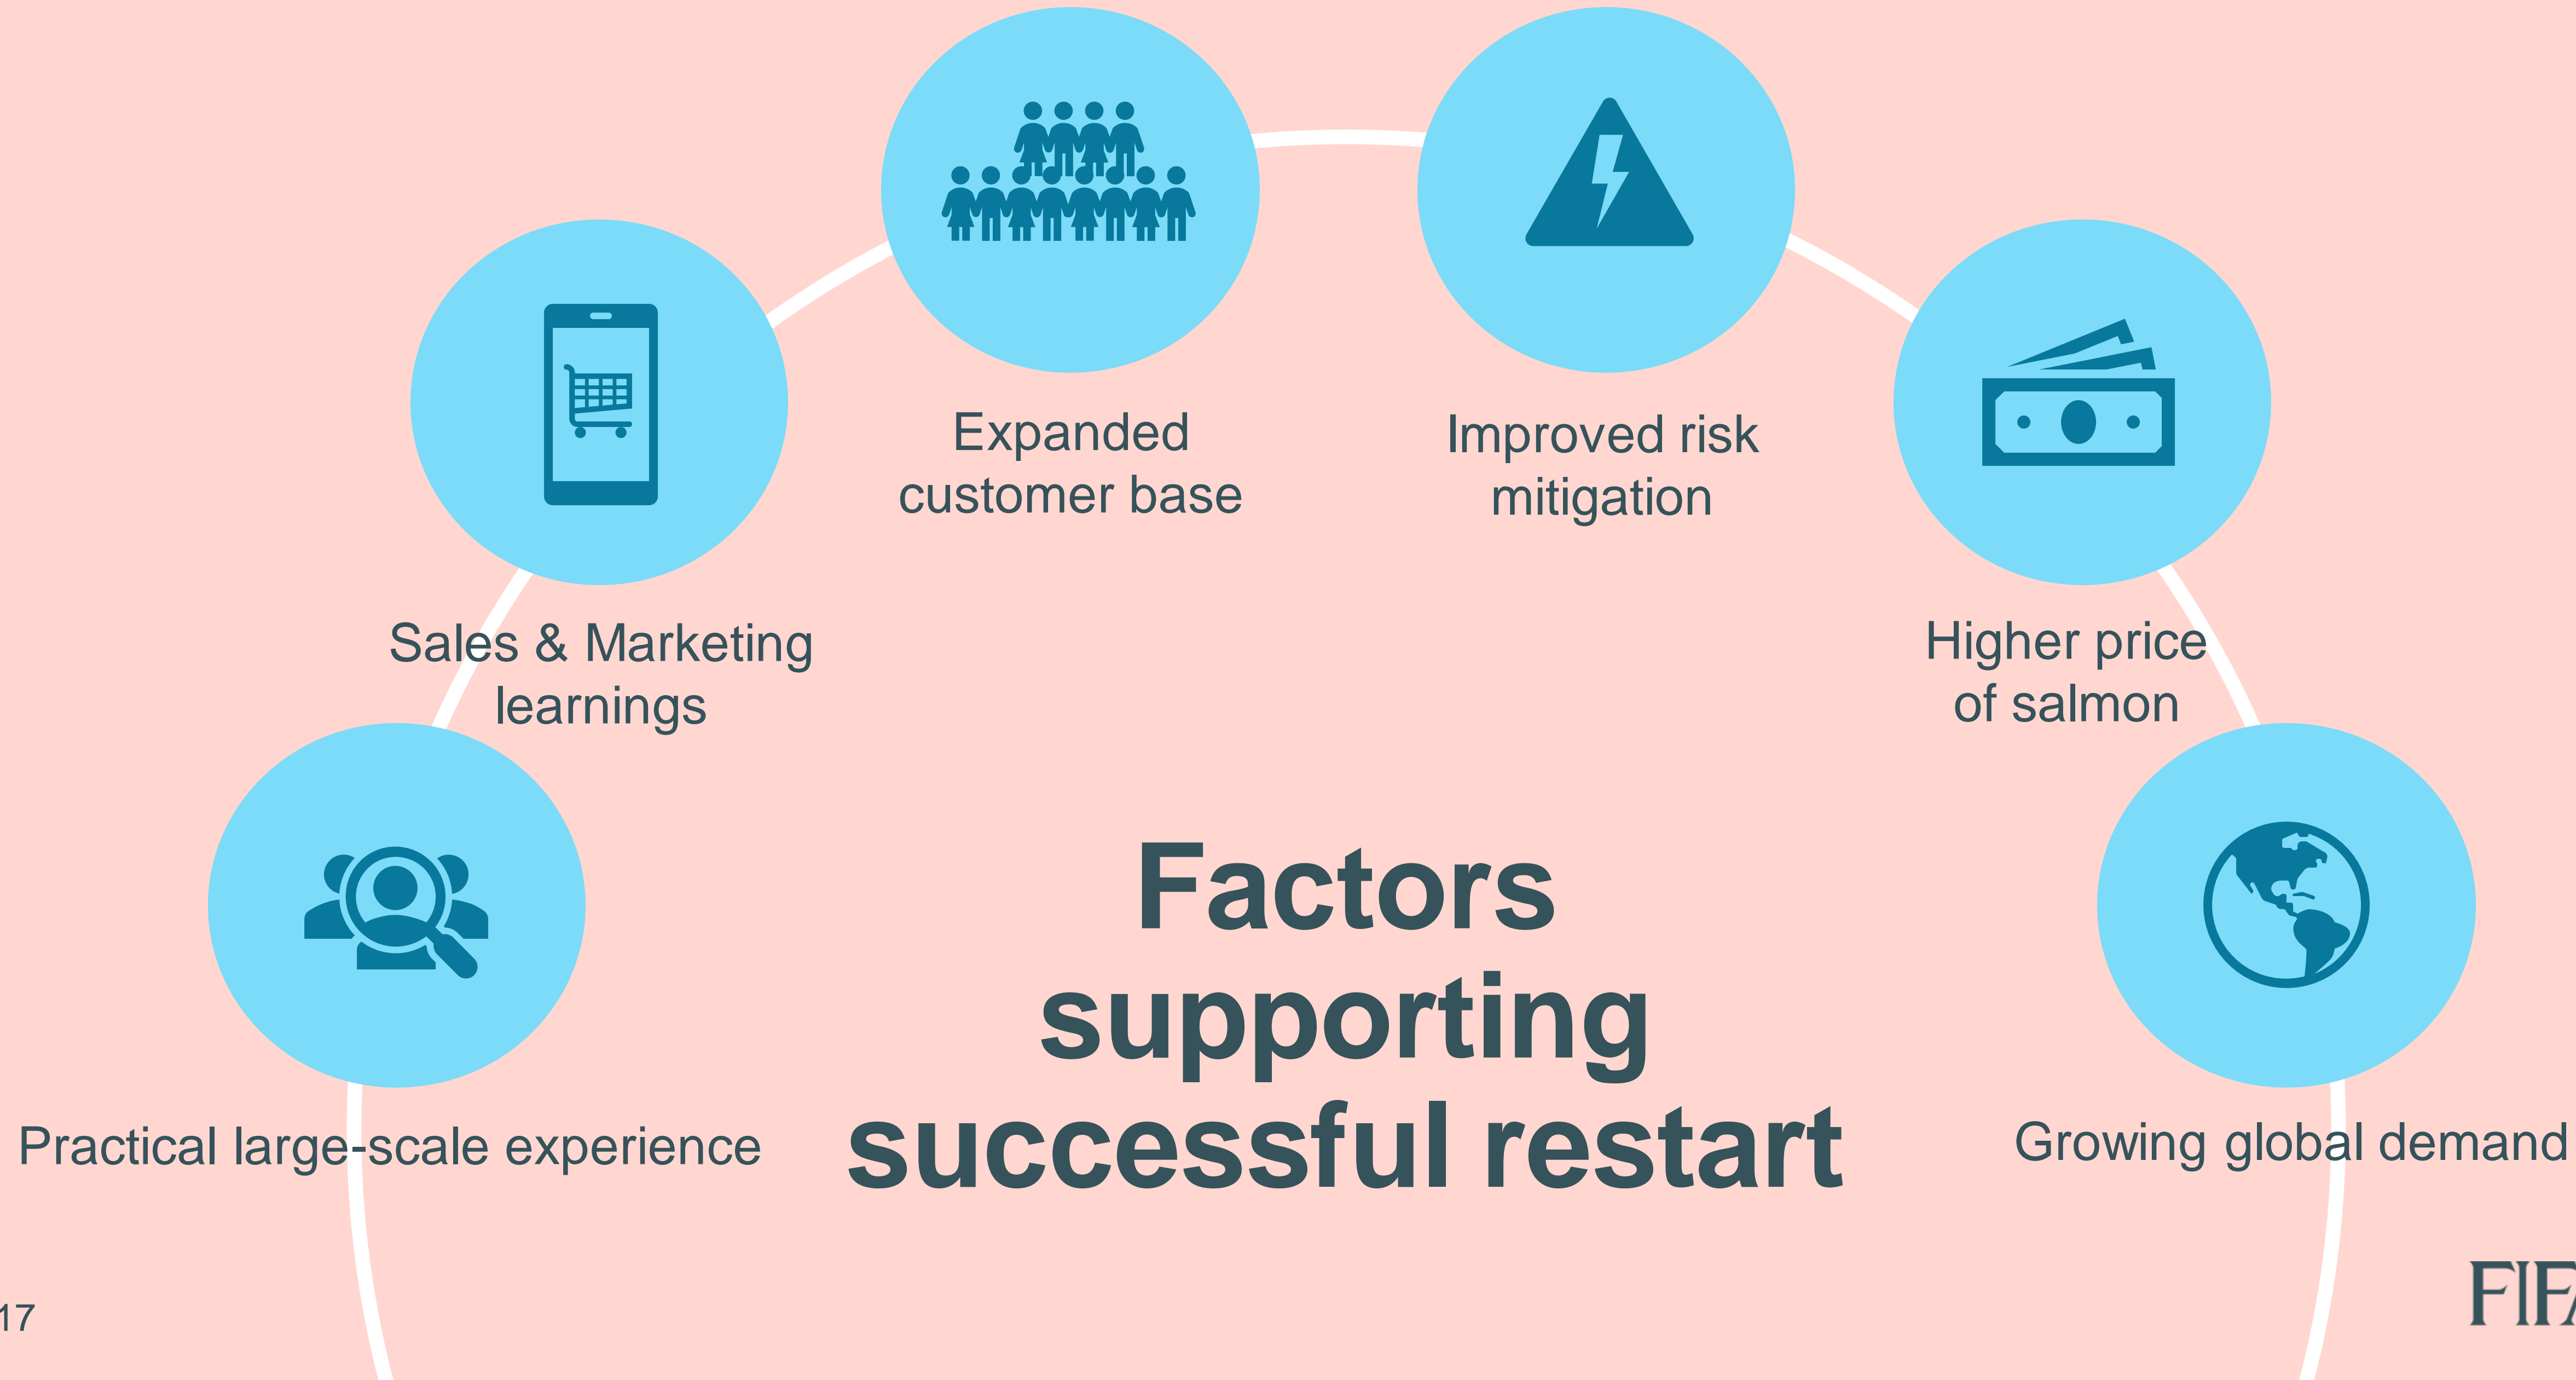 Expanded
customer base
Improved risk
mitigation
Sales & Marketing
learnings
Higher price
of salmon
Factors
supporting
successful restart
Practical large-scale experience
Growing global demand
17